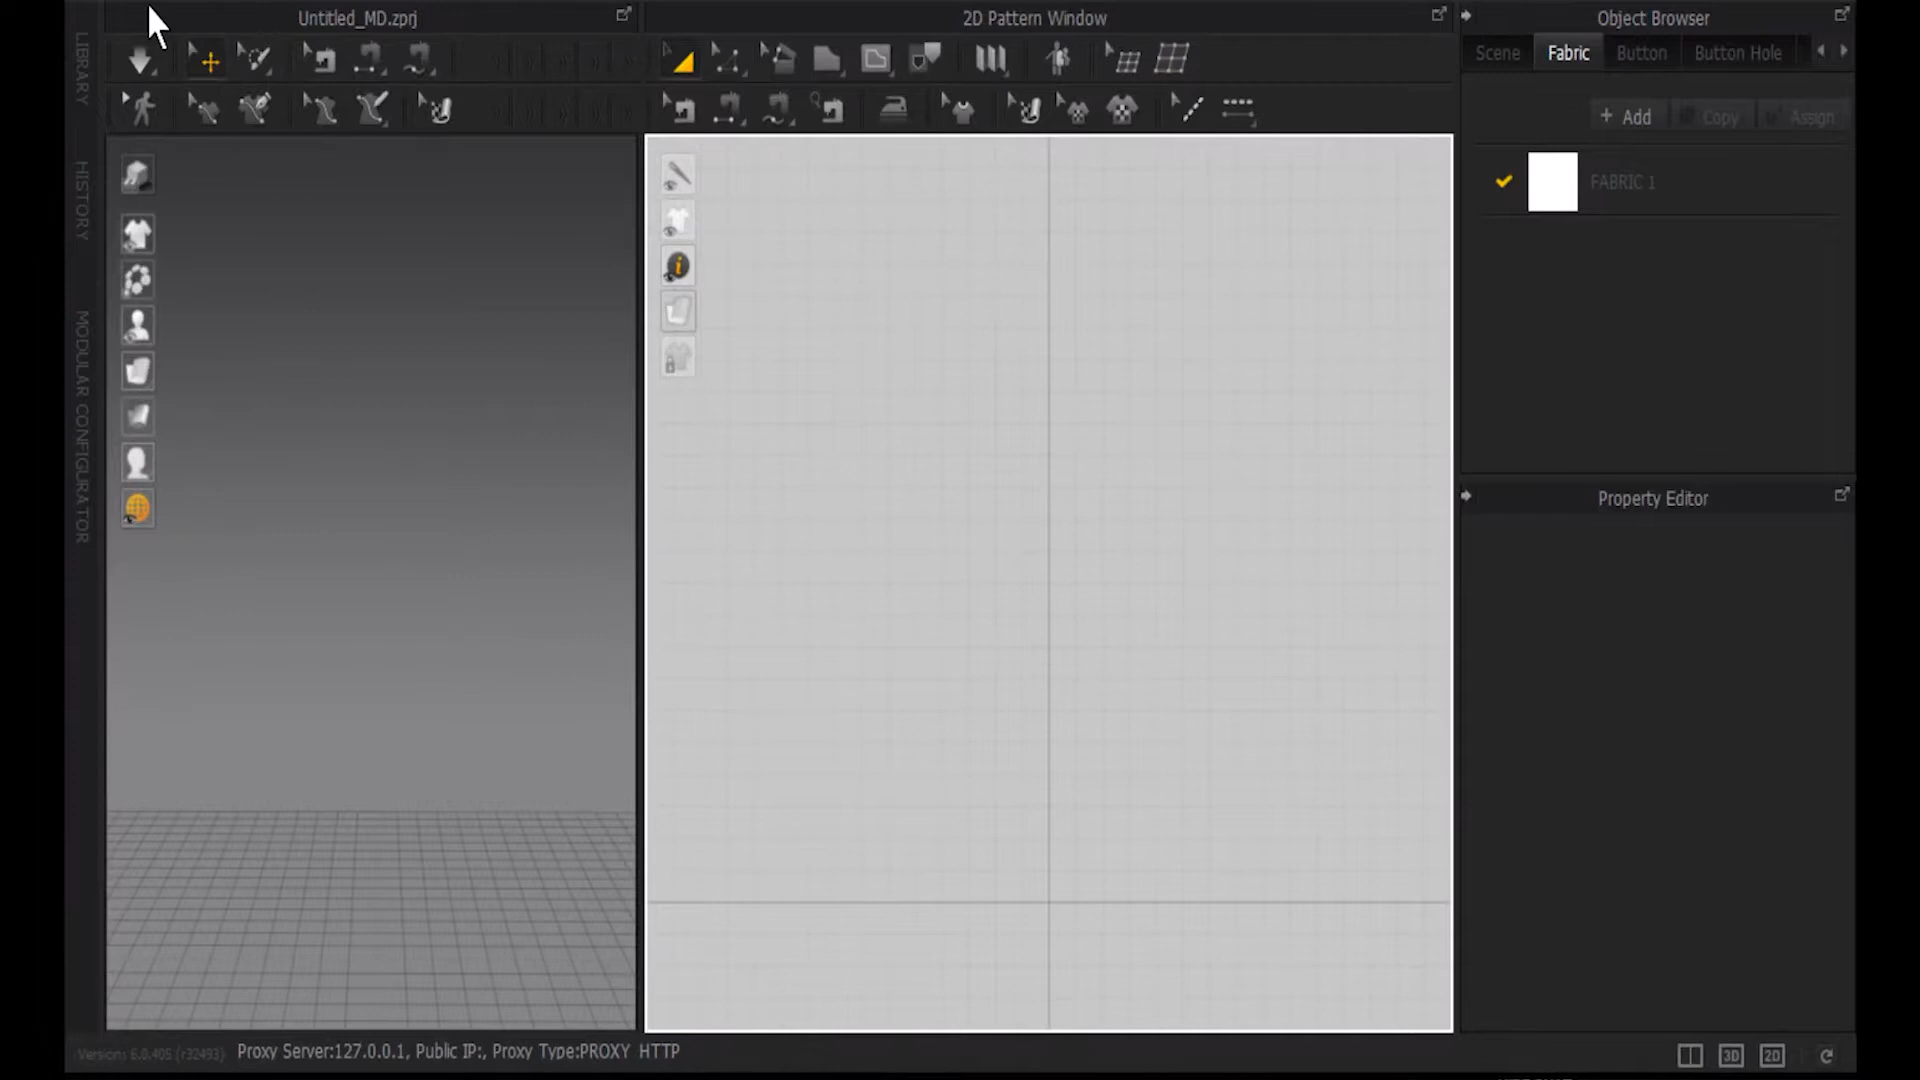 Untitled_MD.zprj
2D Pattern Window
Object Browser
Scene
Fabric
Button
Button Hole
+ Add
Copy
Assign
FABRIC 1
Property Editor
LIBRARY
HISTORY
MODULAR CONFIGURATOR
Version: 6.0.405 (r32493)
Proxy Server:127.0.0.1, Public IP:, Proxy Type:PROXY HTTP
3D
2D